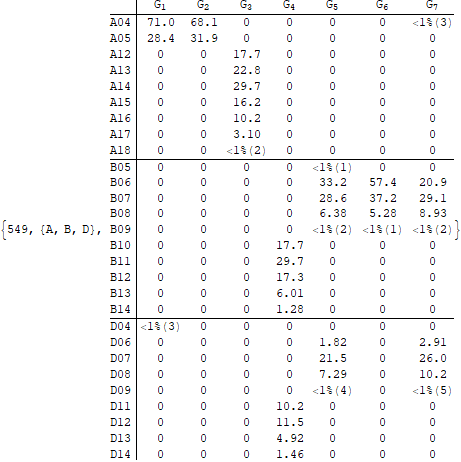 G1 G2 G3 G4 G5 G6 G7
A04 71.0 68.1 0 0 0 0 <1%(3)
A05 28.4 31.9 0 0 0 0 0
A12 0 0 17.7 0 0 0 0
A13 0 0 22.8 0 0 0 0
A14 0 0 29.7 0 0 0 0
A15 0 0 16.2 0 0 0 0
A16 0 0 10.2 0 0 0 0
A17 0 0 3.10 0 0 0 0
A18 0 0 <1%(2) 0 0 0 0
B05 0 0 0 0 <1%(1) 0 0
B06 0 0 0 0 33.2 57.4 20.9
B07 0 0 0 0 28.6 37.2 29.1
B08 0 0 0 0 6.38 5.28 8.93
{549, {A, B, D}, B09 0 0 0 0 <1%(2) <1%(1) <1%(2)}
B10 0 0 0 17.7 0 0 0
B11 0 0 0 29.7 0 0 0
B12 0 0 0 17.3 0 0 0
B13 0 0 0 6.01 0 0 0
B14 0 0 0 1.28 0 0 0
D04 <1%(3) 0 0 0 0 0 0
D06 0 0 0 0 1.82 0 2.91
D07 0 0 0 0 21.5 0 26.0
D08 0 0 0 0 7.29 0 10.2
D09 0 0 0 0 <1%(4) 0 <1%(5)
D11 0 0 0 10.2 0 0 0
D12 0 0 0 11.5 0 0 0
D13 0 0 0 4.92 0 0 0
D14 0 0 0 1.46 0 0 0